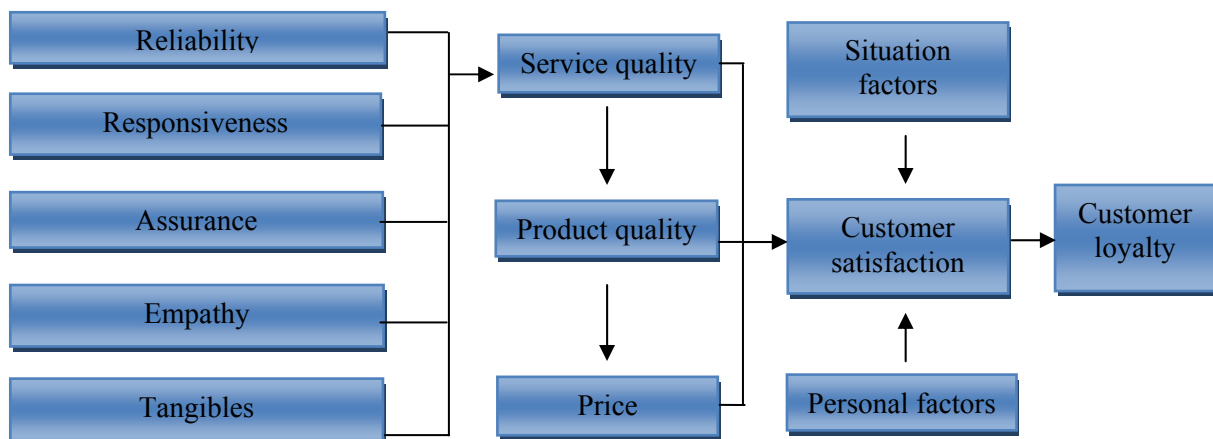 Reliability
Responsiveness
Assurance
Empathy
Tangibles
Service quality
Product quality
Price
Situation
factors
Customer
satisfaction
Personal factors
Customer
loyalty